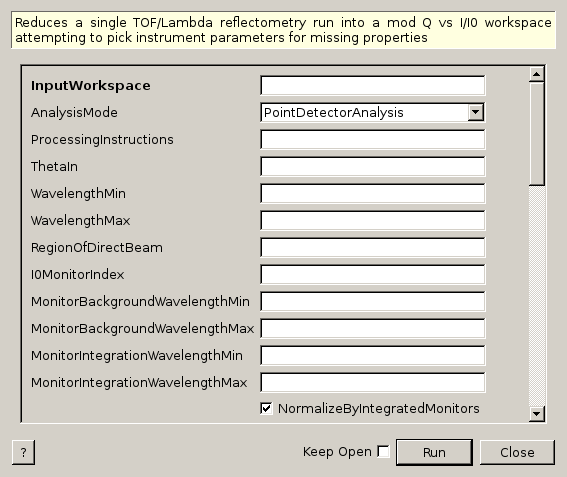 Reduces a single TOF/Lambda reflectometry run into a mod Q vs I/I0 workspace
attempting to pick instrument parameters for missing properties
InputWorkspace
AnalysisMode PointDetectorAnalysis
ProcessingInstructions
ThetaIn
WavelengthMin
WavelengthMax
RegionOfDirectBeam
I0MonitorIndex
MonitorBackgroundWavelengthMin
MonitorBackgroundWavelengthMax
MonitorIntegrationWavelengthMin
MonitorIntegrationWavelengthMax
NormalizeByIntegratedMonitors
? Keep Open Run Close